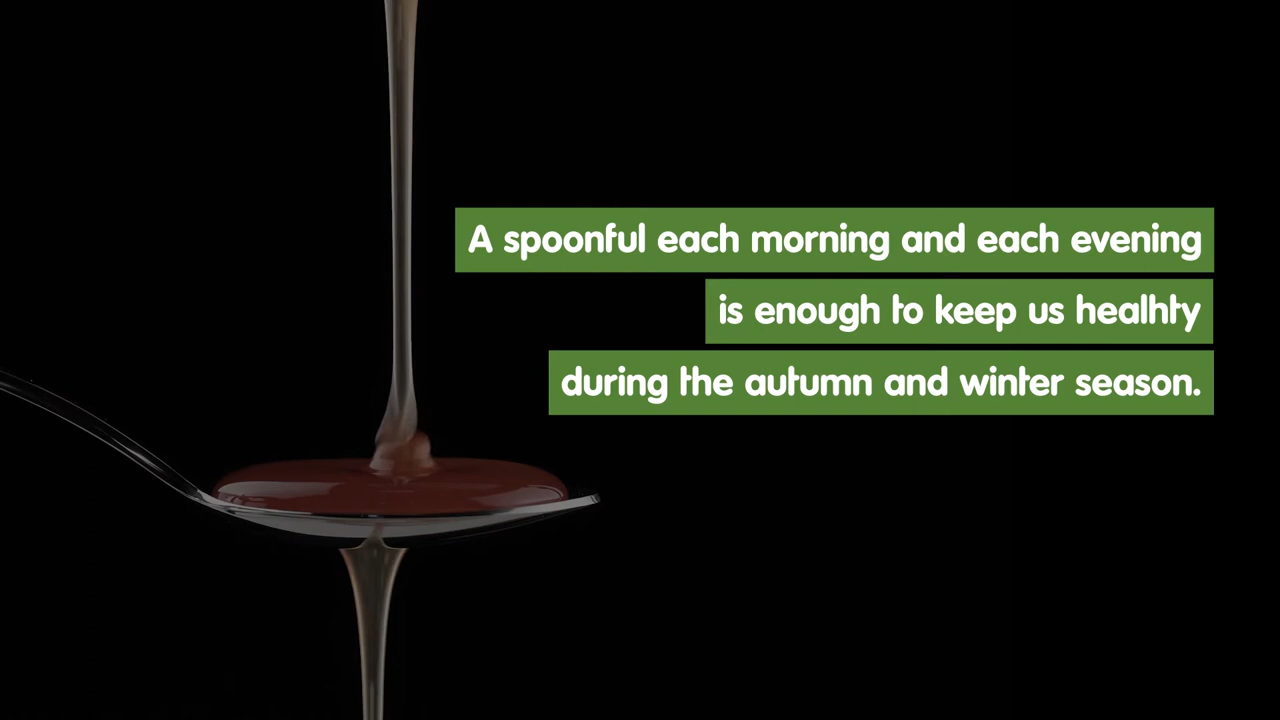 A spoonful each morning and each evening
is enough to keep us healhty
during the autumn and winter season.